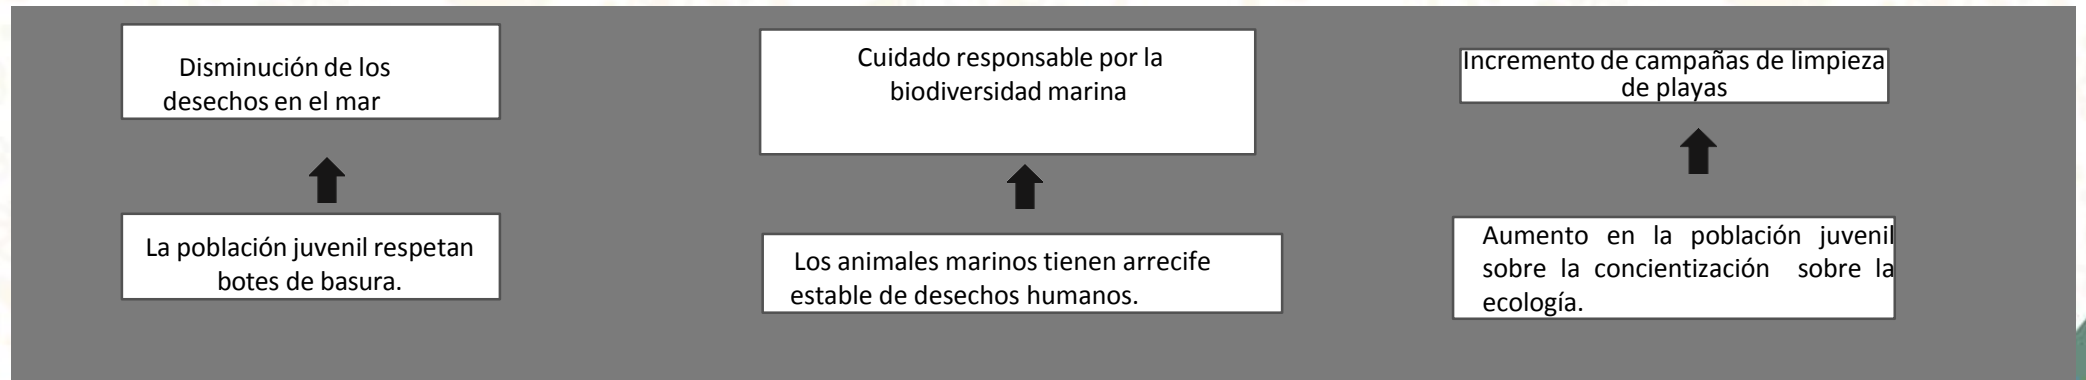 Disminución de los
desechos en el mar
Cuidado responsable por la
biodiversidad marina
Incremento de campañas de limpieza
de playas
La población juvenil respetan
botes de basura.
Los animales marinos tienen arrecife
estable de desechos humanos.
Aumento en la población juvenil
sobre la concientización sobre la
ecología.